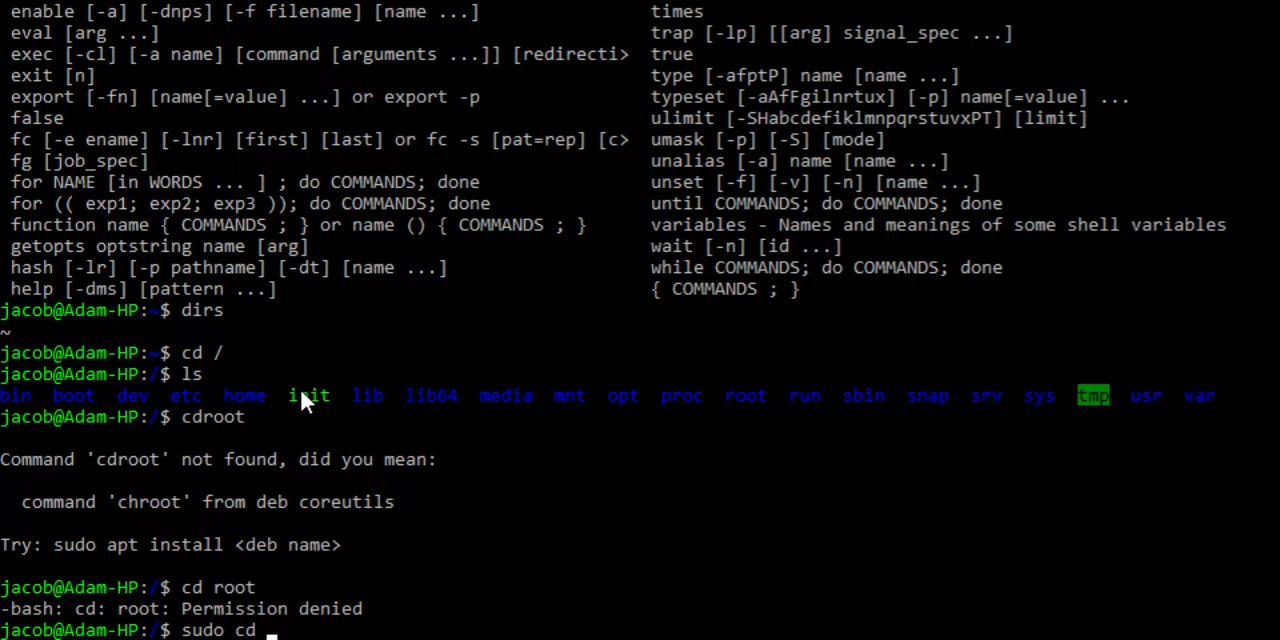 enable [-a] [-dnps] [-f filename] [name ...]                    times
eval [arg ...]                                                  trap [-lp] [[arg] signal_spec ...]
exec [-cl] [-a name] [command [arguments ...]] [redirecti>      true
exit [n]                                                        type [-afptP] name [name ...]
export [-fn] [name[=value] ...] or export -p                    typeset [-aAfFgilnrtux] [-p] name[=value] ...
false                                                           ulimit [-SHabcdefiklmnpqrstuvxPT] [limit]
fc [-e ename] [-lnr] [first] [last] or fc -s [pat=rep] [c>      umask [-p] [-S] [mode]
fg [job_spec]                                                   unalias [-a] name [name ...]
for NAME [in WORDS ... ] ; do COMMANDS; done                    unset [-f] [-v] [-n] [name ...]
for (( exp1; exp2; exp3 )); do COMMANDS; done                   until COMMANDS; do COMMANDS; done
function name { COMMANDS ; } or name () { COMMANDS ; }          variables - Names and meanings of some shell variables
getopts optstring name [arg]                                    wait [-n] [id ...]
hash [-lr] [-p pathname] [-dt] [name ...]                       while COMMANDS; do COMMANDS; done
help [-dms] [pattern ...]                                       { COMMANDS ; }
jacob@Adam-HP:~$ dirs
~
jacob@Adam-HP:~$ cd /
jacob@Adam-HP:/$ ls
bin boot dev etc home init lib lib64 media mnt opt proc root run sbin snap srv sys tmp usr var
jacob@Adam-HP:/$ cdroot
Command 'cdroot' not found, did you mean:
command 'chroot' from deb coreutils
Try: sudo apt install <deb name>
jacob@Adam-HP:/$ cd root
-bash: cd: root: Permission denied
jacob@Adam-HP:/$ sudo cd